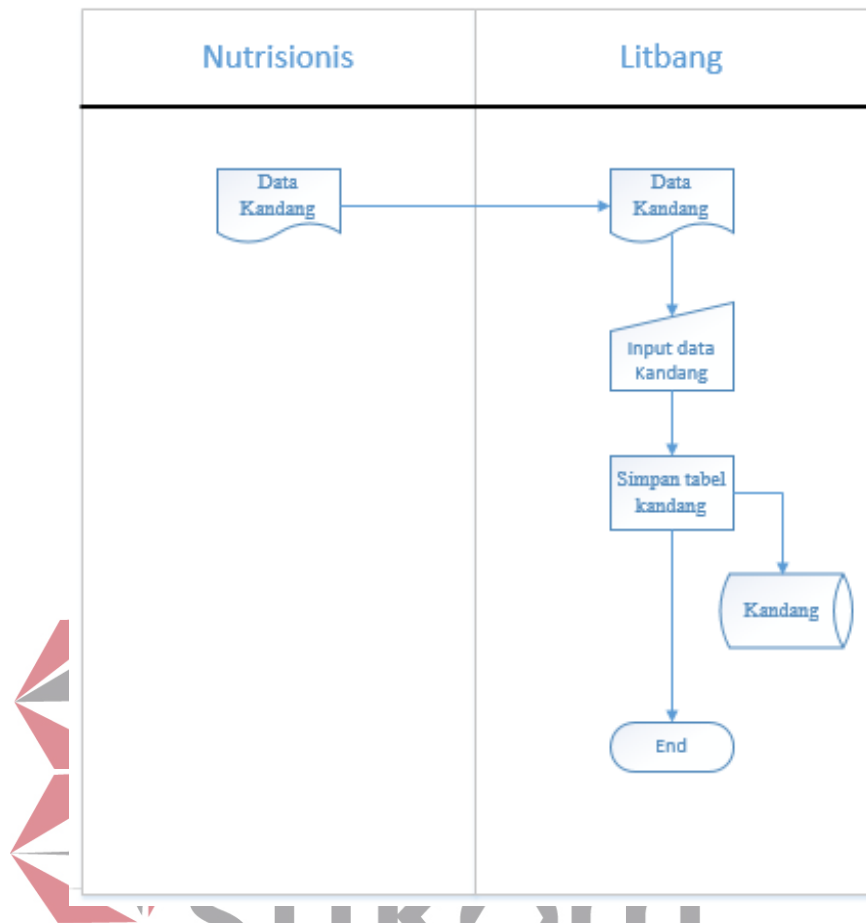 Nutrisionis
Litbang
Data
Kandang
Data
Kandang
Input data
Kandang
Simpan tabel
kandang
Kandang
End